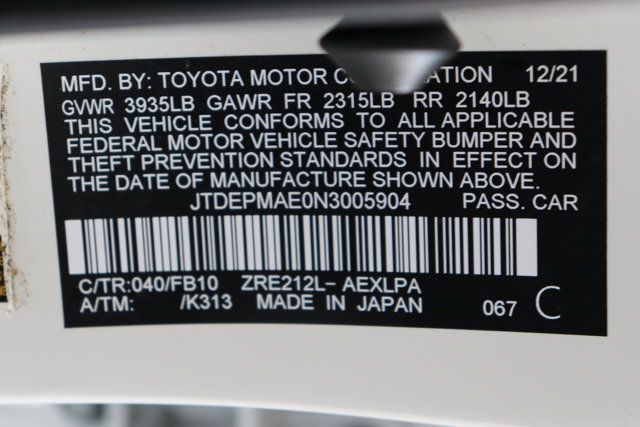 MFD. BY: TOYOTA MOTOR CO ATION 12/21
GVWR 3935LB GAWR FR 2315LB RR 2140LB
THIS VEHICLE CONFORMS TO ALL APPLICABLE
FEDERAL MOTOR VEHICLE SAFETY BUMPER AND
THEFT PREVENTION STANDARDS IN EFFECT ON
THE DATE OF MANUFACTURE SHOWN ABOVE.
JTDEPMAE0N3005904 PASS. CAR
C/TR:040/FB10 ZRE212L- AEXLPA
A/TM: /K313 MADE IN JAPAN 067 C